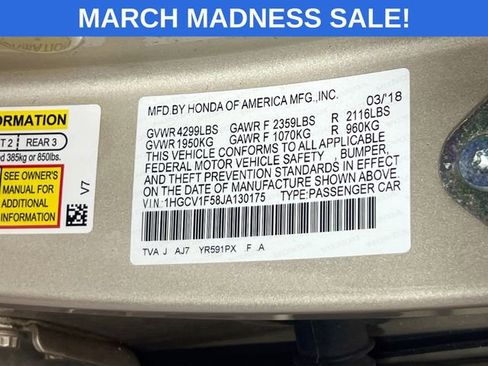 MARCH MADNESS SALE!
MFD.BY HONDA OF AMERICA MFG.,INC. 03/'18
GVWR 4299LBS GAWR F 2359LBS R 2116LBS
GVWR 1950KG GAWR F 1070KG R 960KG
THIS VEHICLE CONFORMS TO ALL APPLICABLE
FEDERAL MOTOR VEHICLE SAFETY , BUMPER,
AND THEFT PREVENTION STANDARDS IN EFFECT
ON THE DATE OF MANUFACTURE SHOWN ABOVE.
V I N : 1HGCV1F58JA130175 TYPE:PASSENGER CAR
TVA J AJ7 YR591PX .F .A
REAR 3
385kg or 850lbs.
SEE OWNER'S
MANUAL FOR
ADDITIONAL
INFORMATION
V7